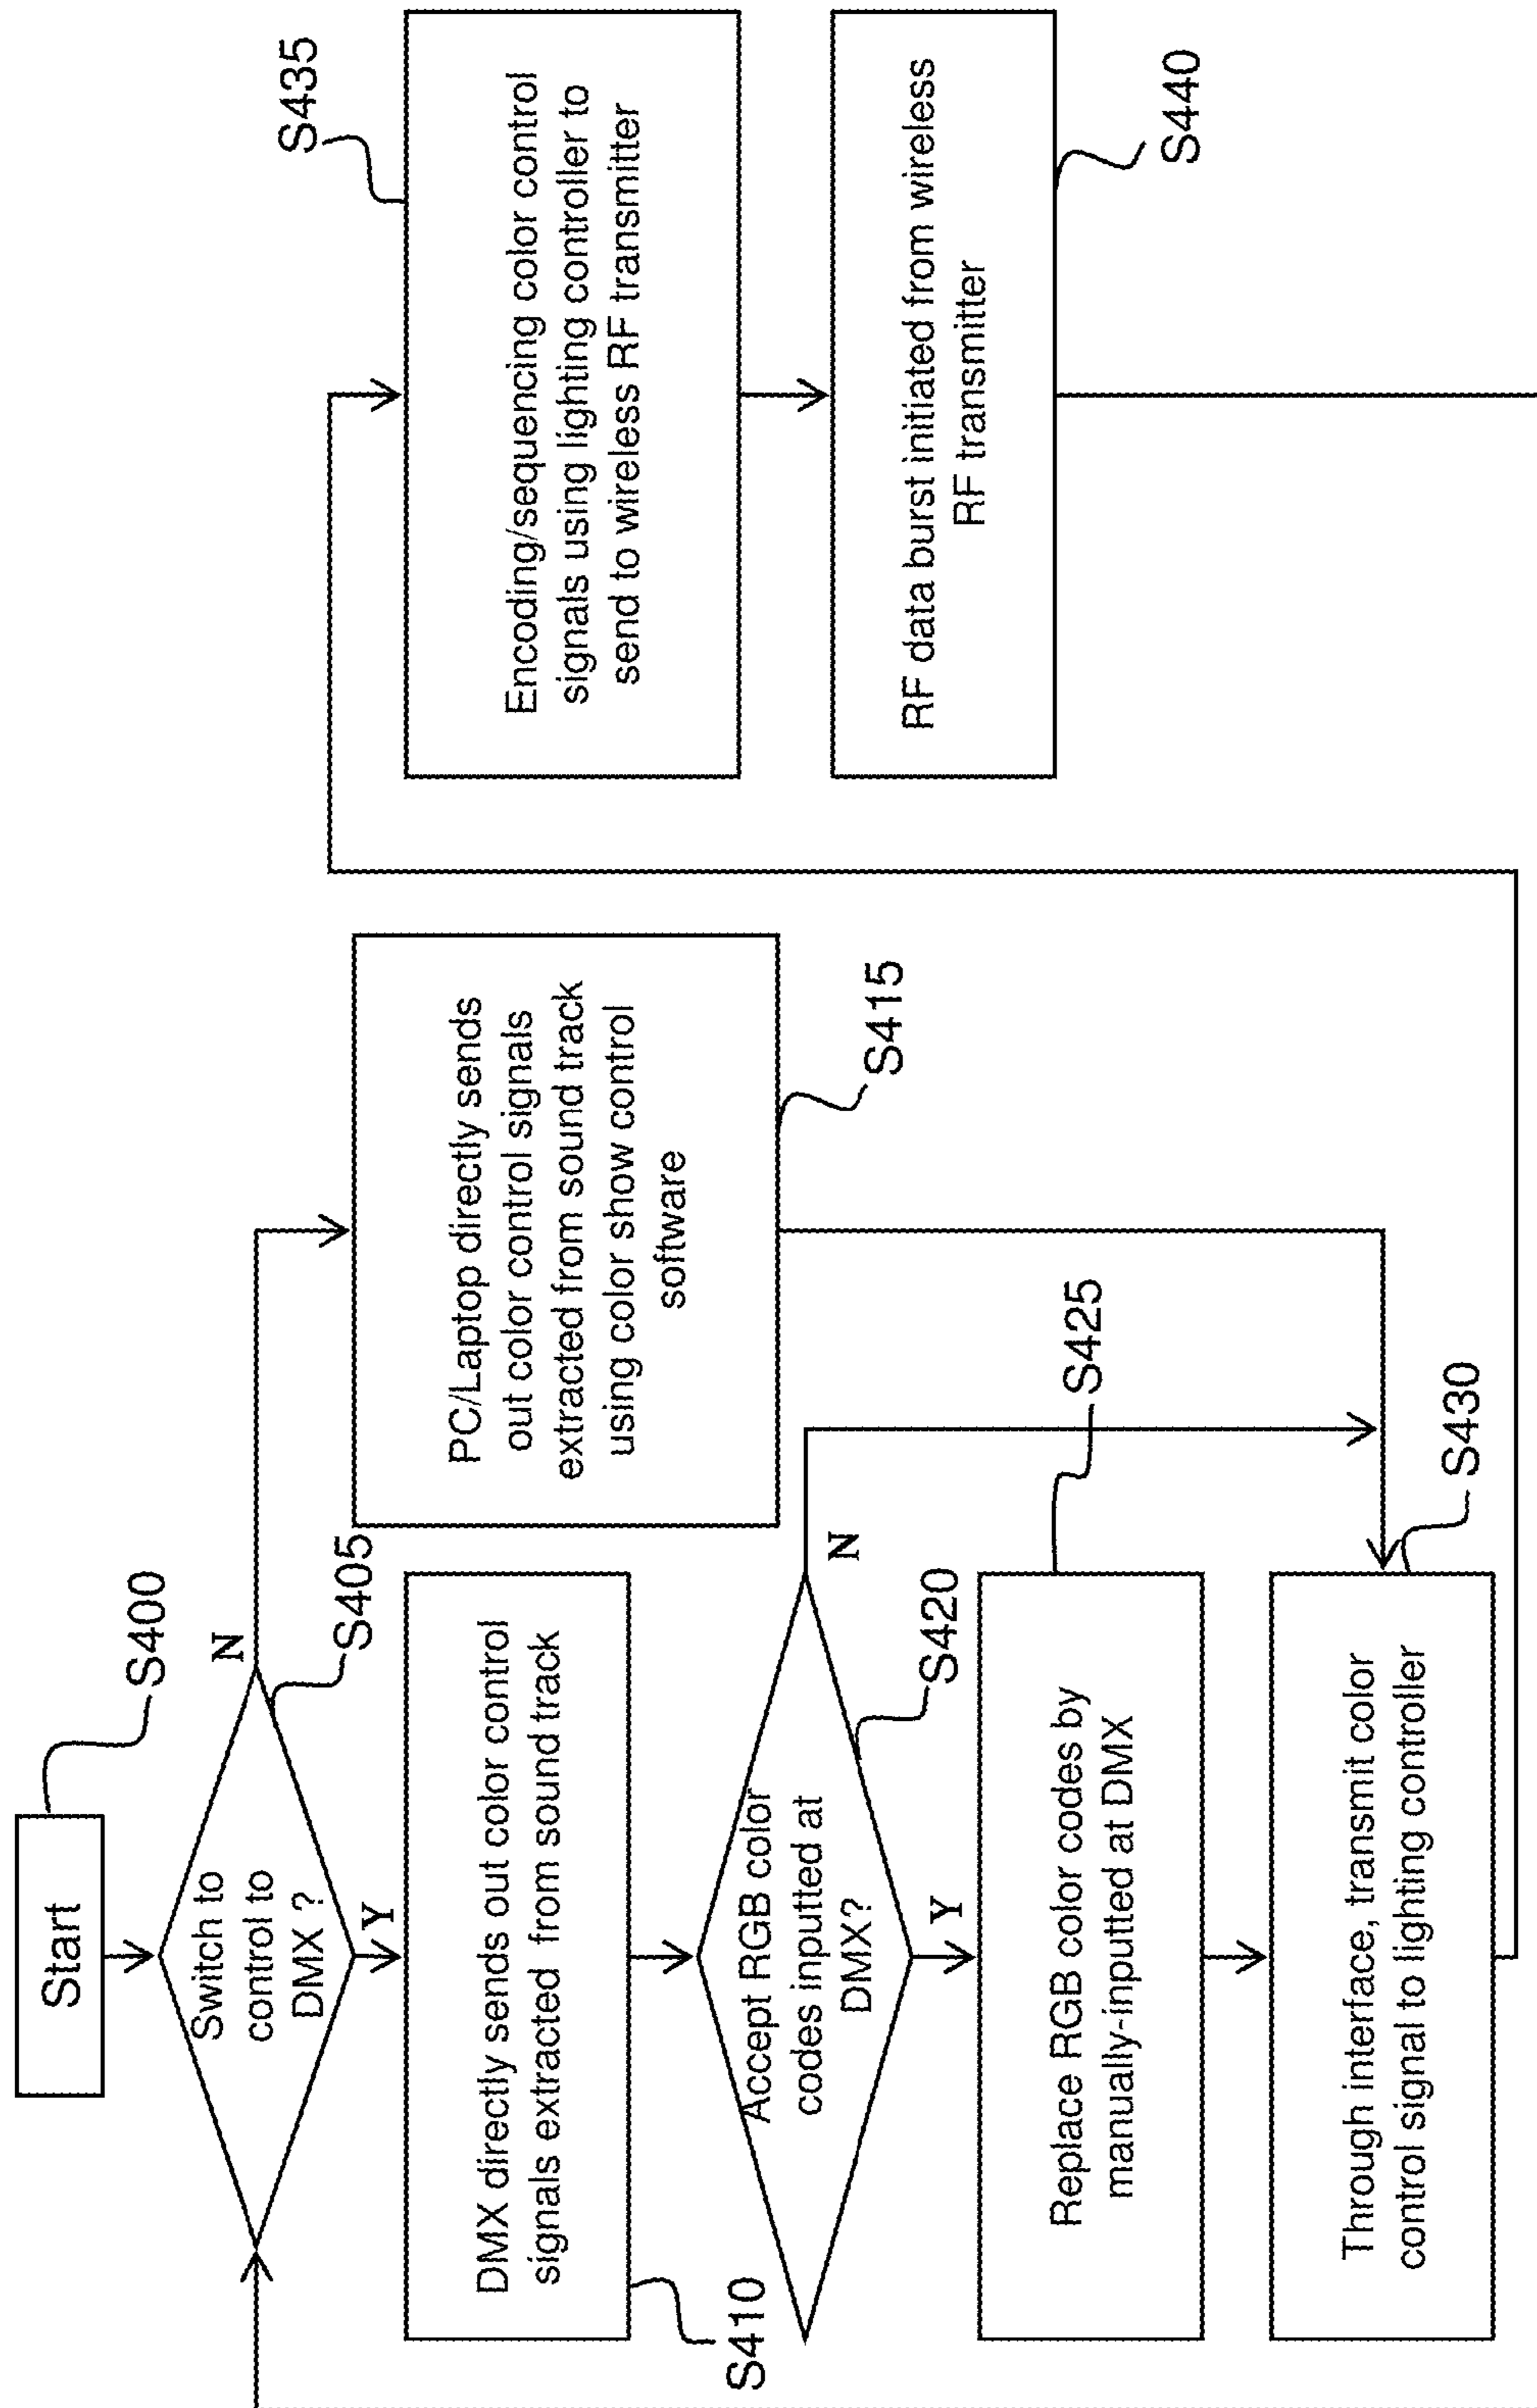 Start
S400
Switch to
control to
DMX ?
N
S405
Y
DMX directly sends out color control
signals extracted from sound track
S410
PC/Laptop directly sends
out color control signals
extracted from sound track
using color show control
software
S415
Accept RGB color
codes inputted at
DMX?
N
S420
Y
Replace RGB color codes by
manually-inputted at DMX
S425
Through interface, transmit color
control signal to lighting controller
S430
Encoding/sequencing color control
signals using lighting controller to
send to wireless RF transmitter
S435
RF data burst initiated from wireless
RF transmitter
S440